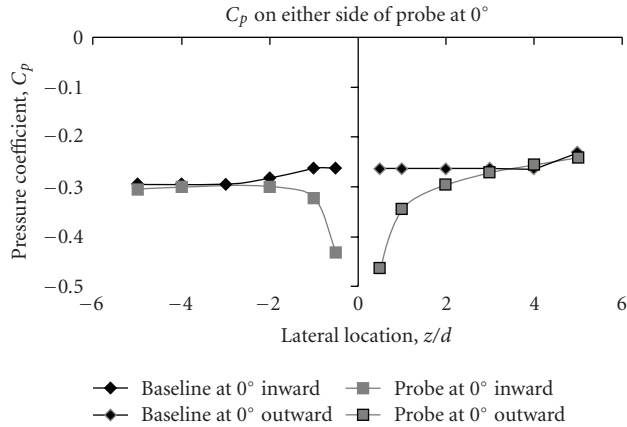 C_p on either side of probe at 0°
0
−0.1
−0.2
−0.3
−0.4
−0.5
Pressure coefficient, C_p
−6 −4 −2 0 2 4 6
Lateral location, z/d
Baseline at 0° inward
Probe at 0° inward
Baseline at 0° outward
Probe at 0° outward